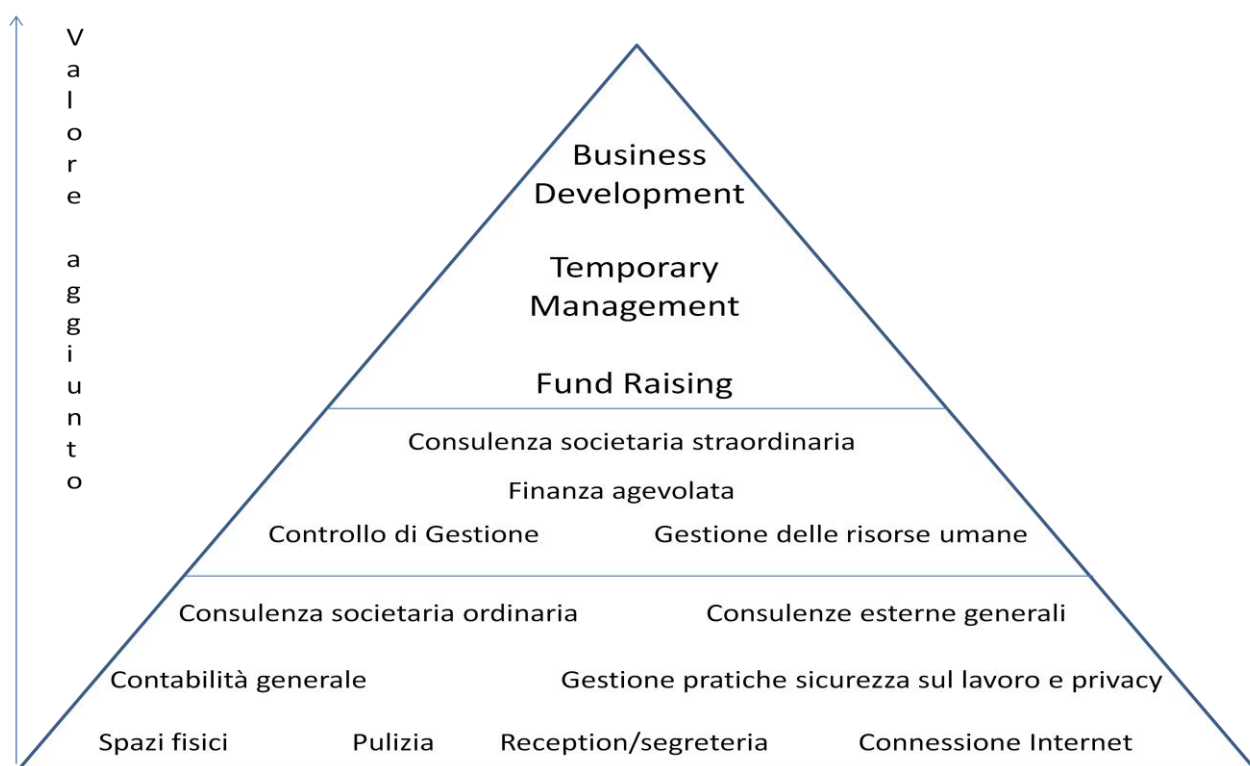 Valore aggiunto
Business
Development
Temporary
Management
Fund Raising
Consulenza societaria straordinaria
Finanza agevolata
Controllo di Gestione
Gestione delle risorse umane
Consulenza societaria ordinaria
Consulenze esterne generali
Contabilità generale
Gestione pratiche sicurezza sul lavoro e privacy
Spazi fisici
Pulizia
Reception/segreteria
Connessione Internet